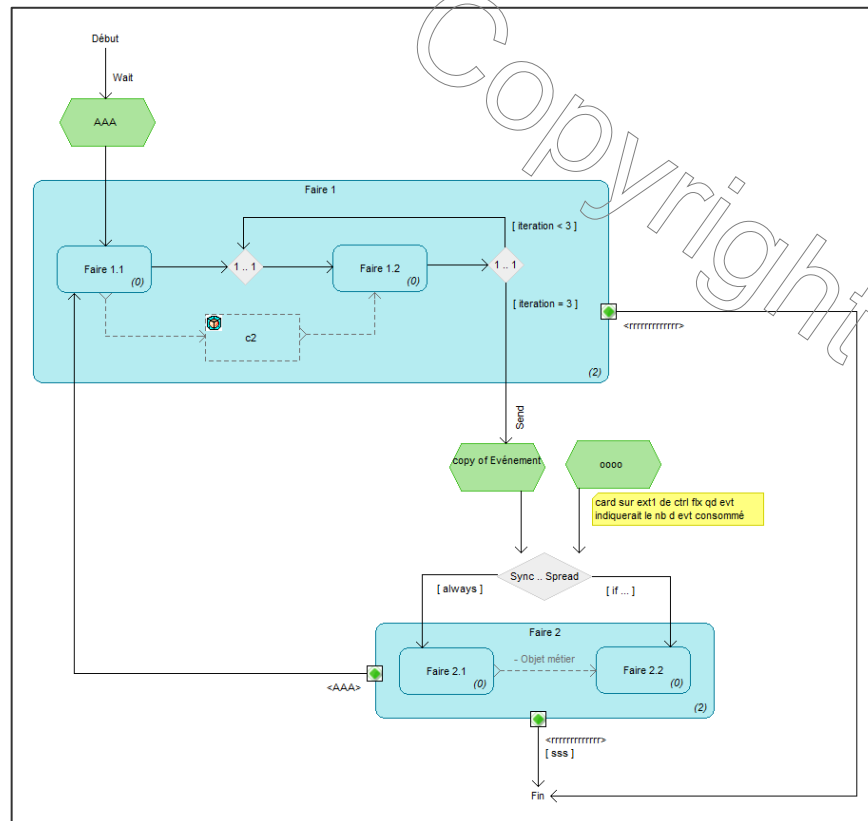 Copyright
Début
Wait
AAA
Faire 1
[ iteration < 3 ]
Faire 1.1
(0)
1 .. 1
Faire 1.2
(0)
1 .. 1
[ iteration = 3 ]
c2
<rrrrrrrrrrrrr>
(2)
Send
copy of Evénement
oooo
card sur ext1 de ctrl flx qd evt
indiquerait le nb d evt consommé
Sync .. Spread
[ always ]
[ if ... ]
Faire 2
Faire 2.1
(0)
- Objet métier
Faire 2.2
(0)
<AAA>
(2)
<rrrrrrrrrrrrr>
[ sss ]
Fin